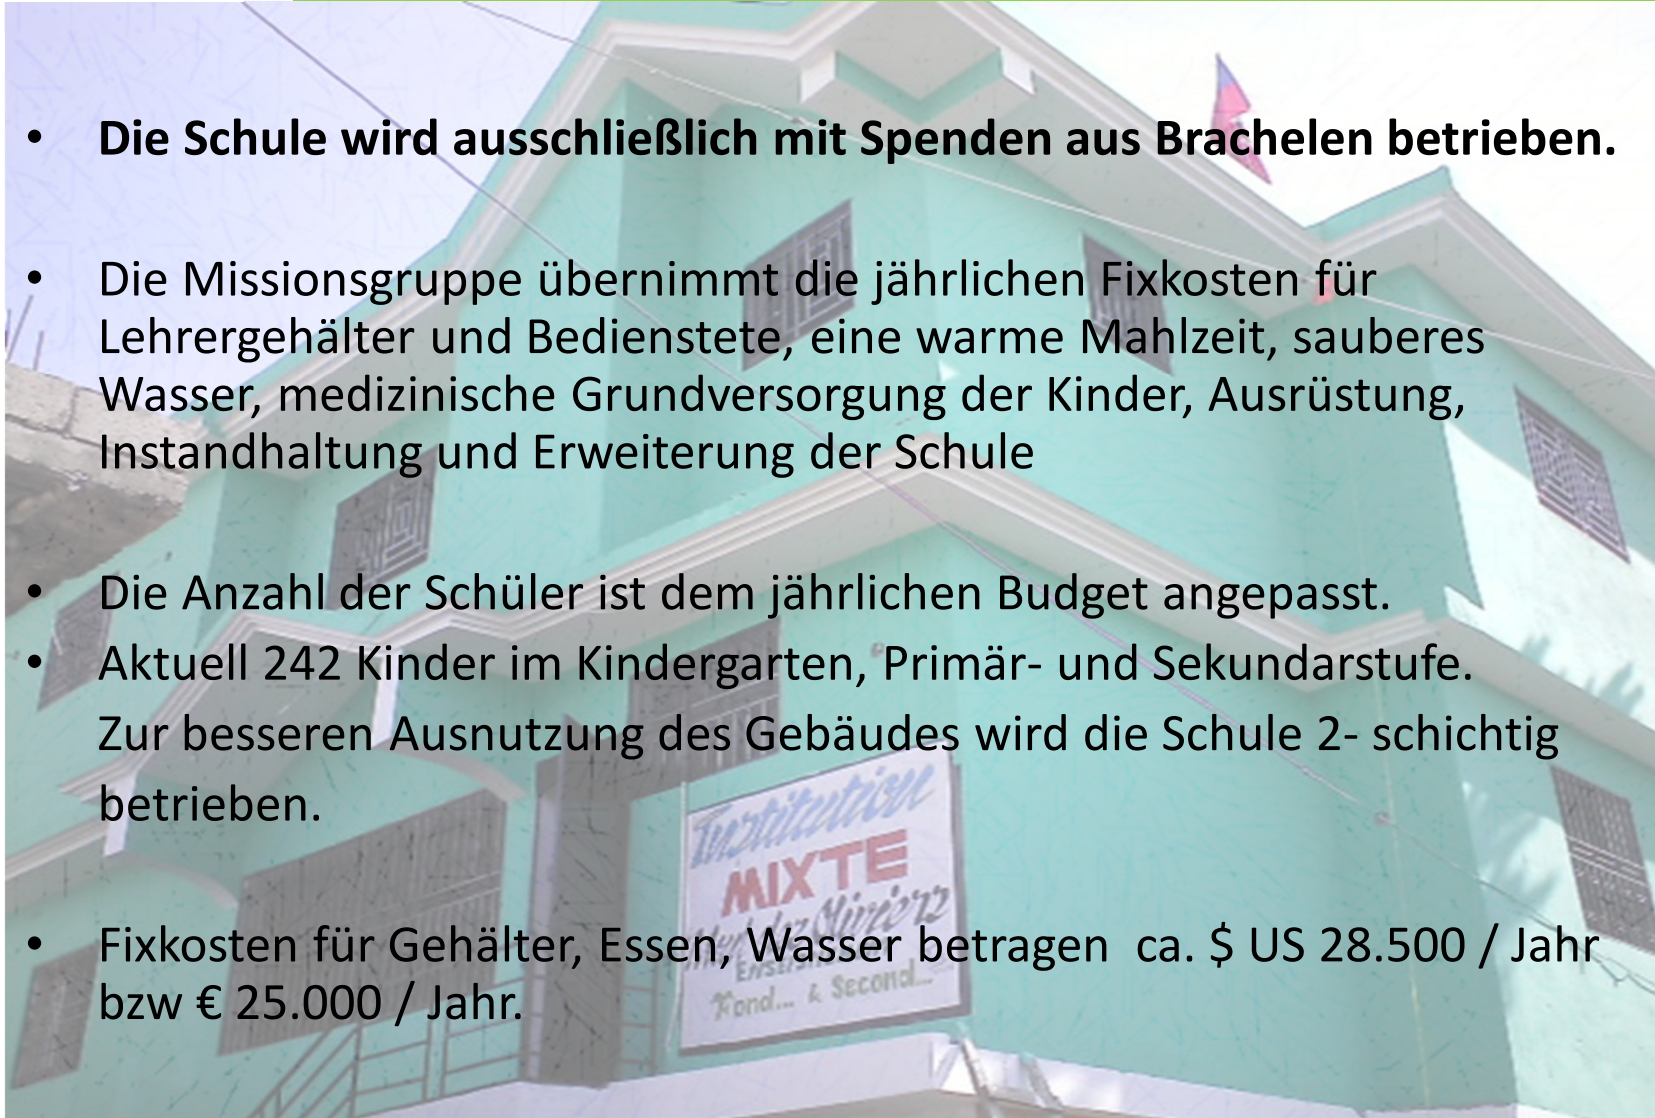 • Die Schule wird ausschließlich mit Spenden aus Brachelen betrieben.
• Die Missionsgruppe übernimmt die jährlichen Fixkosten für
Lehrergehälter und Bedienstete, eine warme Mahlzeit, sauberes
Wasser, medizinische Grundversorgung der Kinder, Ausrüstung,
Instandhaltung und Erweiterung der Schule
• Die Anzahl der Schüler ist dem jährlichen Budget angepasst.
• Aktuell 242 Kinder im Kindergarten, Primär- und Sekundarstufe.
Zur besseren Ausnutzung des Gebäudes wird die Schule 2- schichtig
betrieben.
• Fixkosten für Gehälter, Essen, Wasser betragen  ca. $ US 28.500 / Jahr
bzw € 25.000 / Jahr.
Institution
MIXTE
Fond... & Second...